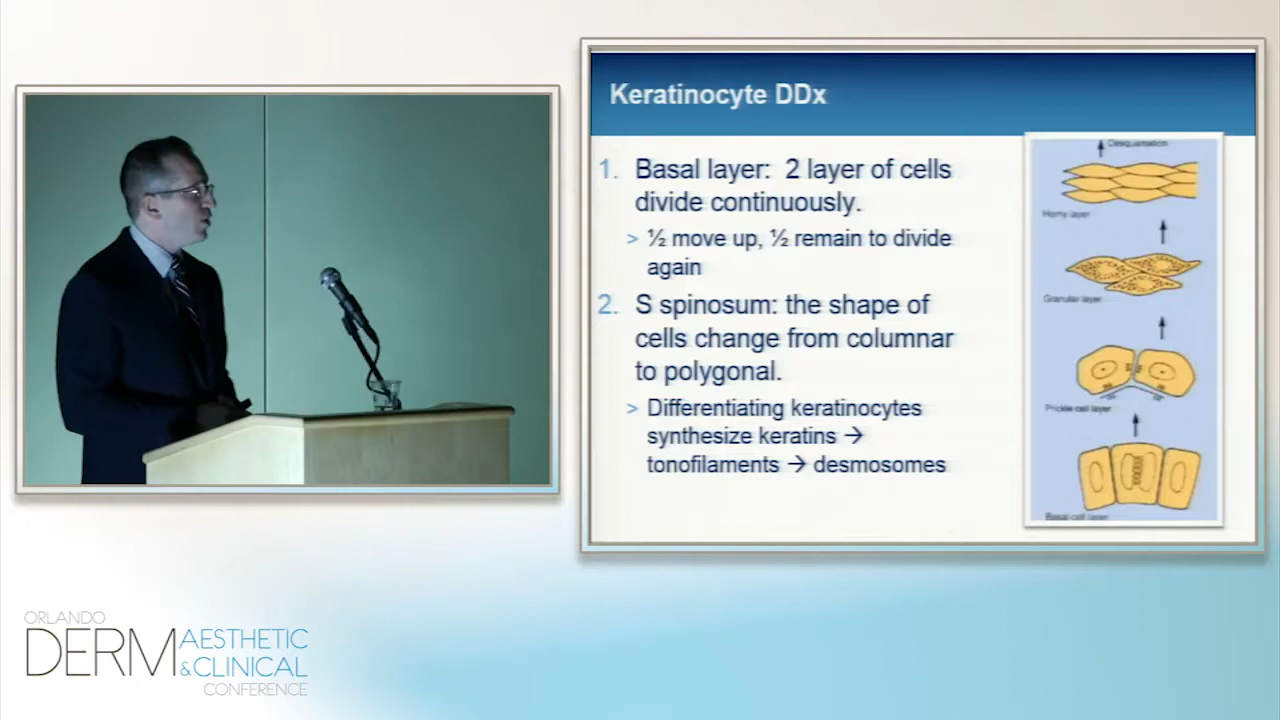 Keratinocyte DDx
1. Basal layer: 2 layer of cells
divide continuously.
> ½ move up, ½ remain to divide
again
2. S spinosum: the shape of
cells change from columnar
to polygonal.
> Differentiating keratinocytes
synthesize keratins →
tonofilaments → desmosomes
Desquamation
Horny layer
Granular layer
Prickle cell layer
Basal cell layer
ORLANDO
DERM AESTHETIC
& CLINICAL
CONFERENCE